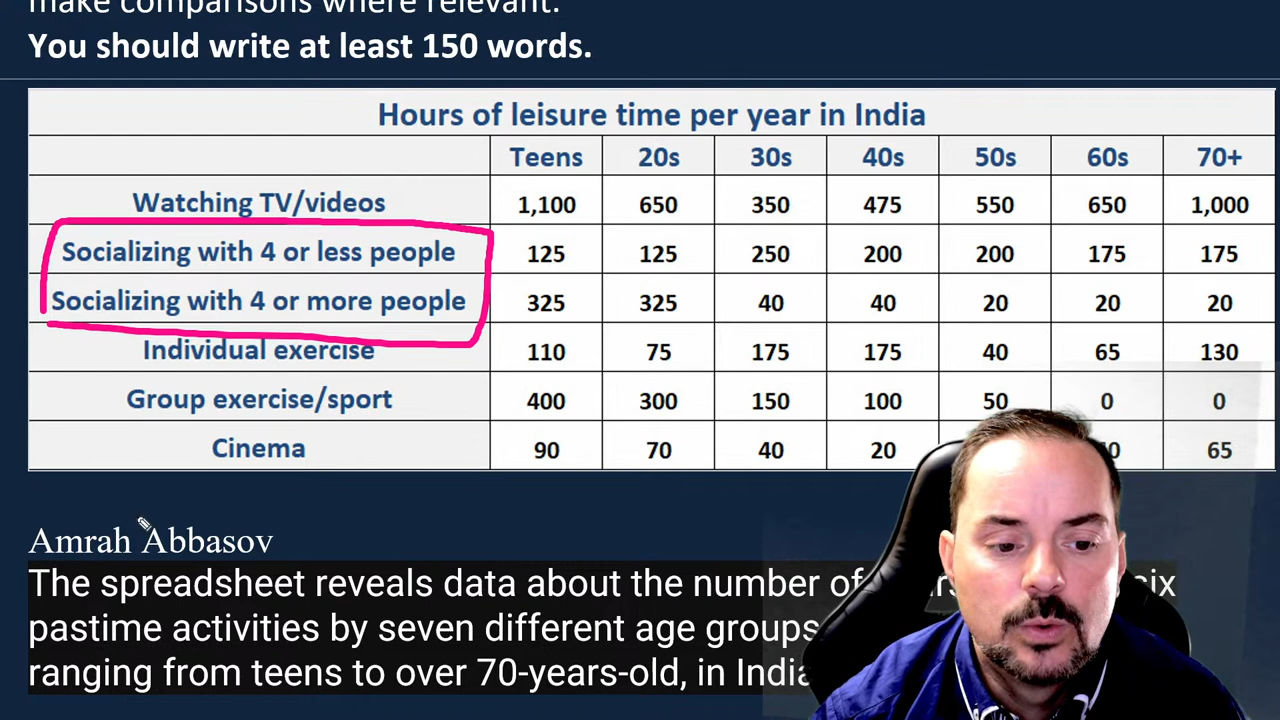 make comparisons where relevant.
You should write at least 150 words.
Hours of leisure time per year in India
Teens 20s 30s 40s 50s 60s 70+
Watching TV/videos 1,100 650 350 475 550 650 1,000
Socializing with 4 or less people 125 125 250 200 200 175 175
Socializing with 4 or more people 325 325 40 40 20 20 20
Individual exercise 110 75 175 175 40 65 130
Group exercise/sport 400 300 150 100 50 0 0
Cinema 90 70 40 20 65
Amrah Abbasov
The spreadsheet reveals data about the number of six
pastime activities by seven different age groups
ranging from teens to over 70-years-old, in India